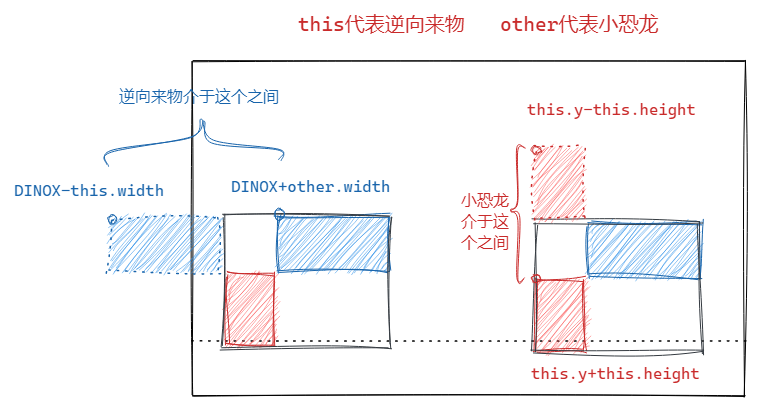 this代表逆向来物 other代表小恐龙
逆向来物介于这个之间
this.y-this.height
DINOX-this.width
DINOX+other.width
小恐龙
介于这
个之间
this.y+this.height